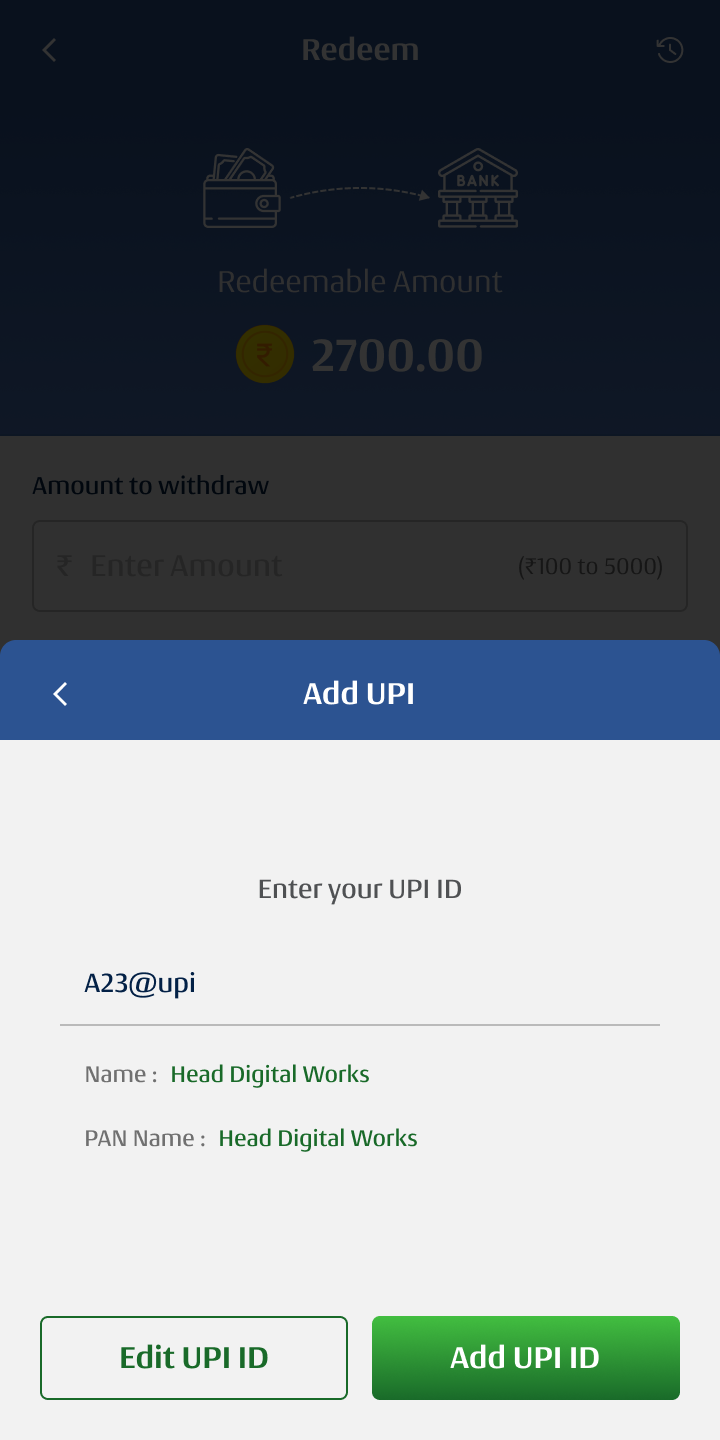 Redeem
BANK
Redeemable Amount
₹ 2700.00
Amount to withdraw
₹ Enter Amount (₹100 to 5000)
Add UPI
Enter your UPI ID
A23@upi
Name : Head Digital Works
PAN Name : Head Digital Works
Edit UPI ID Add UPI ID